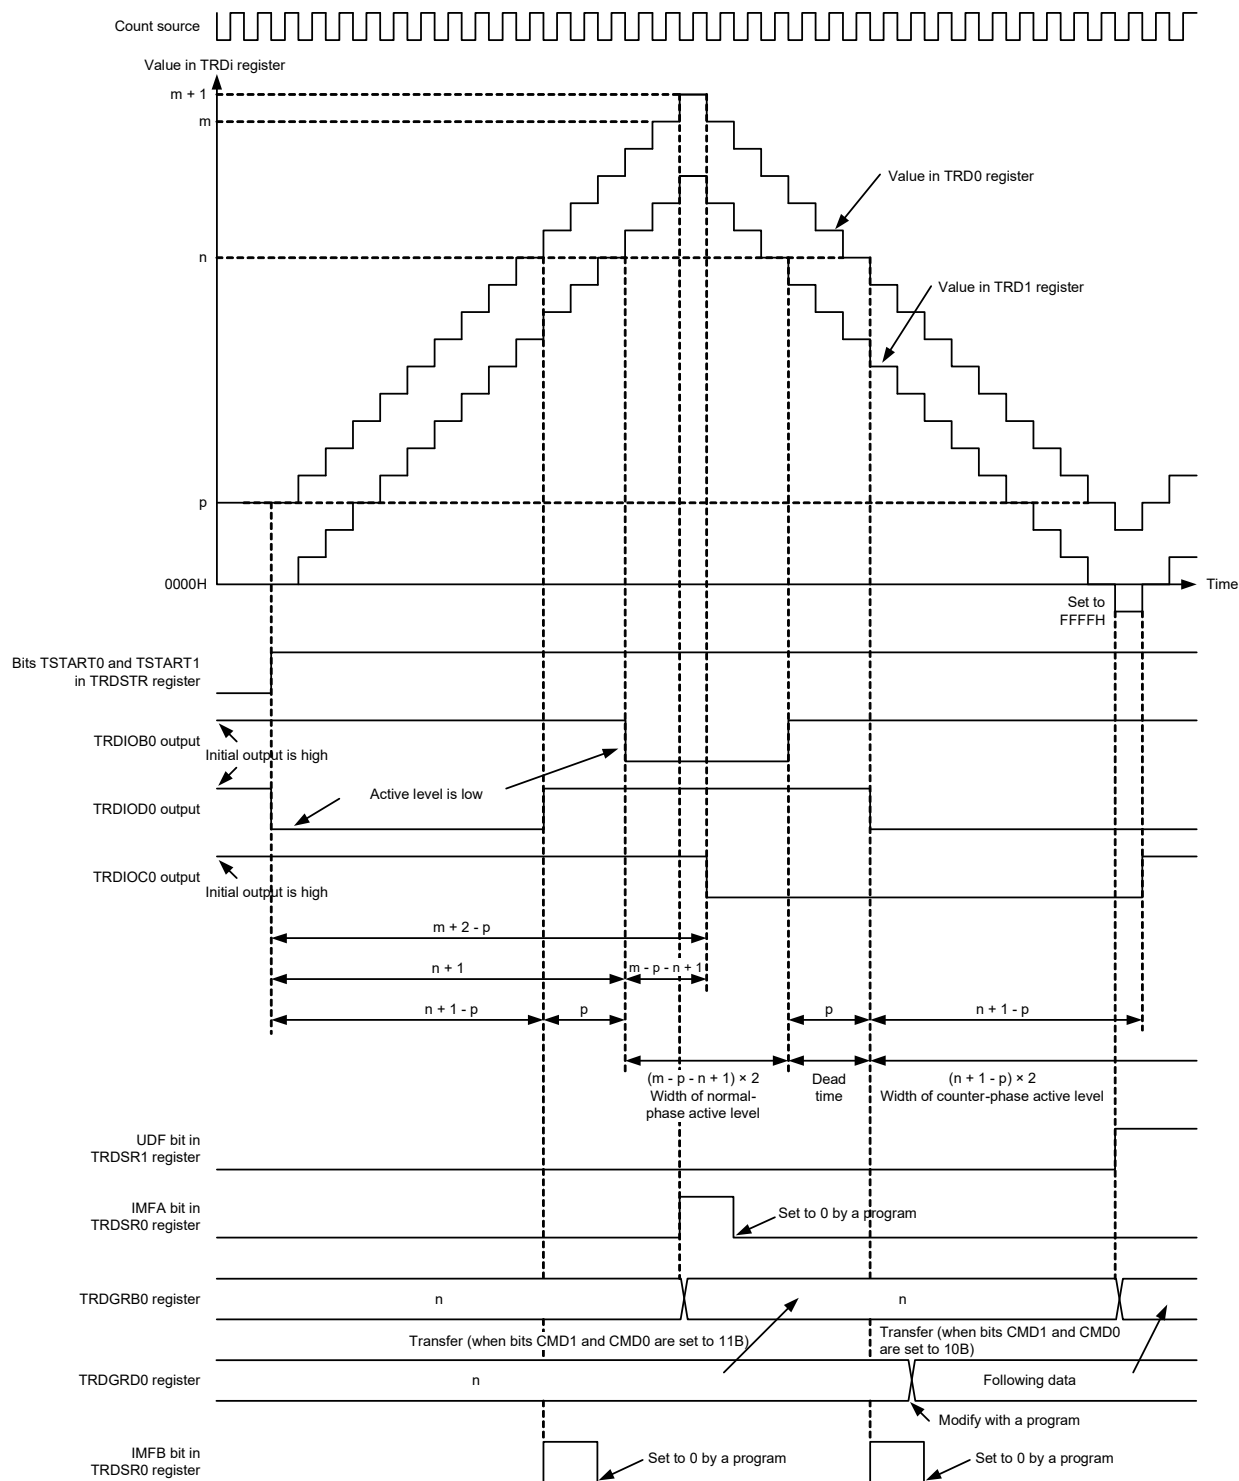 Count source
Value in TRDi register
m + 1
m
Value in TRD0 register
n
Value in TRD1 register
p
0000H
Time
Set to
FFFFH
Bits TSTART0 and TSTART1
in TRDSTR register
TRDIOB0 output
Initial output is high
Active level is low
TRDIOD0 output
TRDIOC0 output
Initial output is high
m + 2 - p
n + 1
m - p - n + 1
n + 1 - p
p
p
n + 1 - p
(m - p - n + 1) × 2
Width of normal-
phase active level
Dead
time
(n + 1 - p) × 2
Width of counter-phase active level
UDF bit in
TRDSR1 register
IMFA bit in
TRDSR0 register
Set to 0 by a program
TRDGRB0 register
n
n
Transfer (when bits CMD1 and CMD0 are set to 11B)
Transfer (when bits CMD1 and CMD0
are set to 10B)
TRDGRD0 register
n
Following data
Modify with a program
IMFB bit in
TRDSR0 register
Set to 0 by a program
Set to 0 by a program